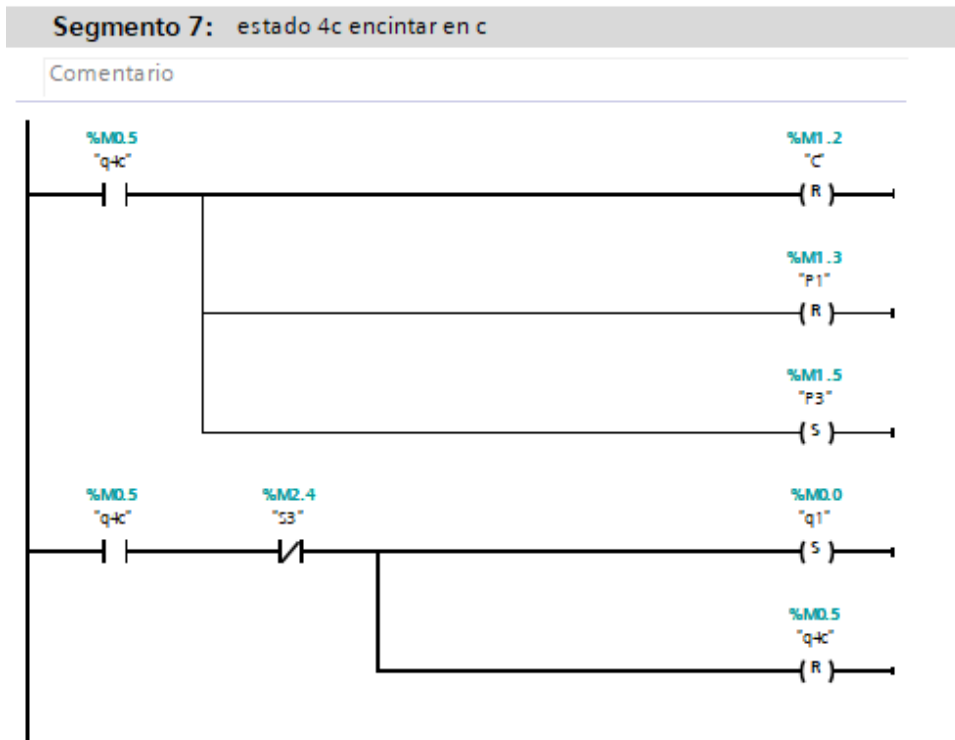 Segmento 7: estado 4c encintar en c
Comentario
%M0.5 %M1.2
"q4c" "C"
R
%M1.3
"P1"
R
%M1.5
"P3"
S
%M0.5 %M2.4 %M0.0
"q4c" "S3" "q1"
S
%M0.5
"q4c"
R